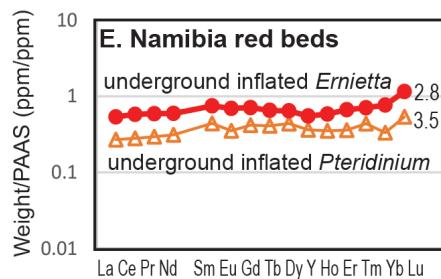 Weight/PAAS (ppm/ppm)
10
1
0.1
0.01
E. Namibia red beds
underground inflated Ernietta
2.8
3.5
underground inflated Pteridinium
La Ce Pr Nd Sm Eu Gd Tb Dy Y Ho Er Tm Yb Lu